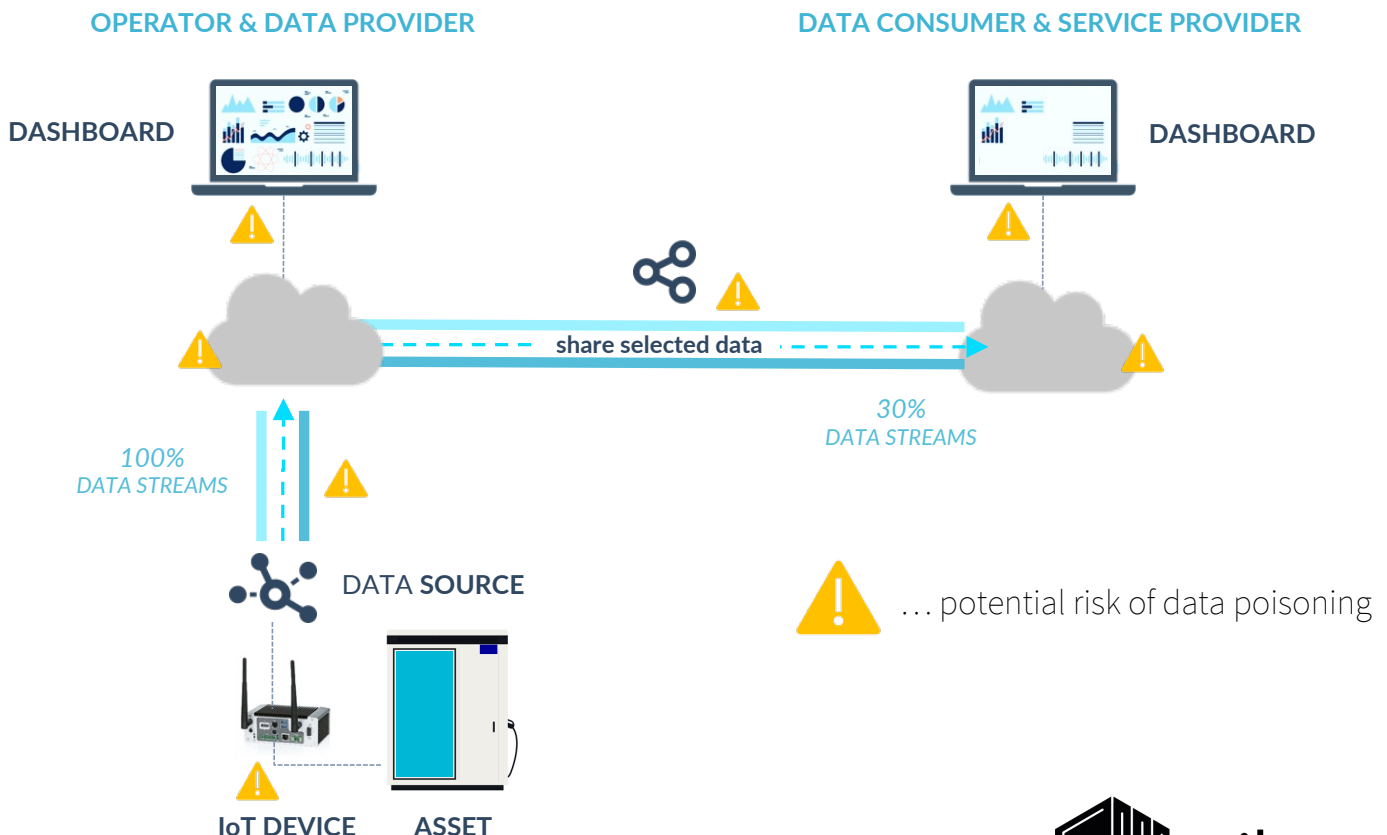 OPERATOR & DATA PROVIDER
DATA CONSUMER & SERVICE PROVIDER
DASHBOARD
DASHBOARD
share selected data
30%
DATA STREAMS
100%
DATA STREAMS
DATA SOURCE
... potential risk of data poisoning
IoT DEVICE
ASSET